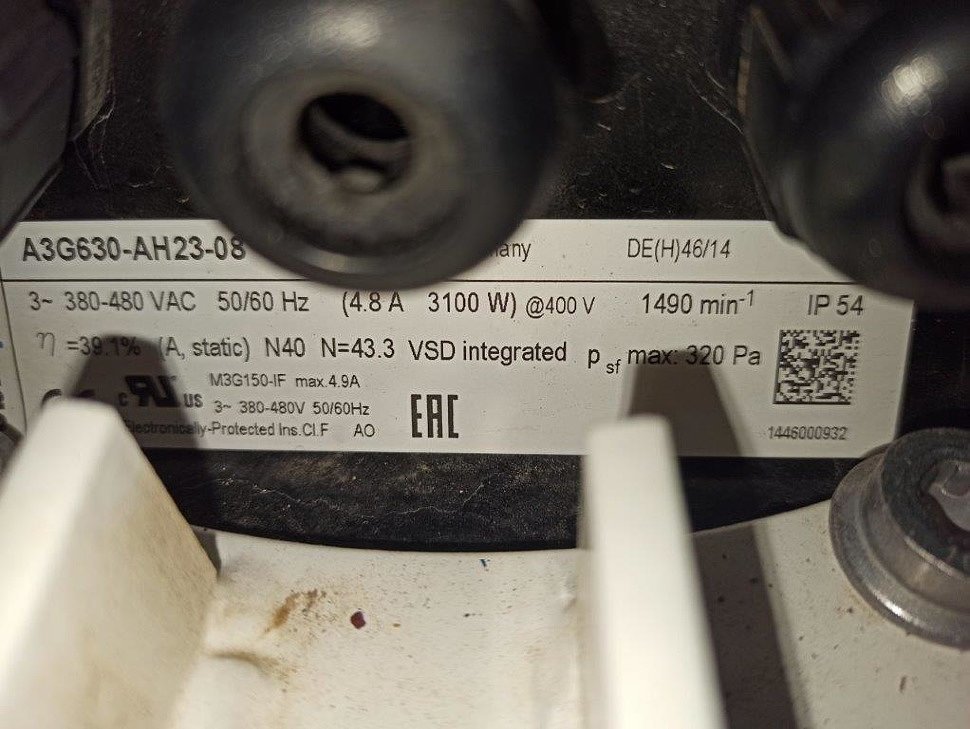 A3G630-AH23-08 DE(H)46/14
3~ 380-480 VAC 50/60 Hz (4.8 A 3100 W) @400 V 1490 min⁻¹ IP 54
η =39.1% (A, static) N40 N=43.3 VSD integrated p sf max: 320 Pa
M3G150-IF max.4.9A
c US 3~ 380-480V 50/60Hz EAC
Electronically-Protected Ins.Cl.F AO
1446000932